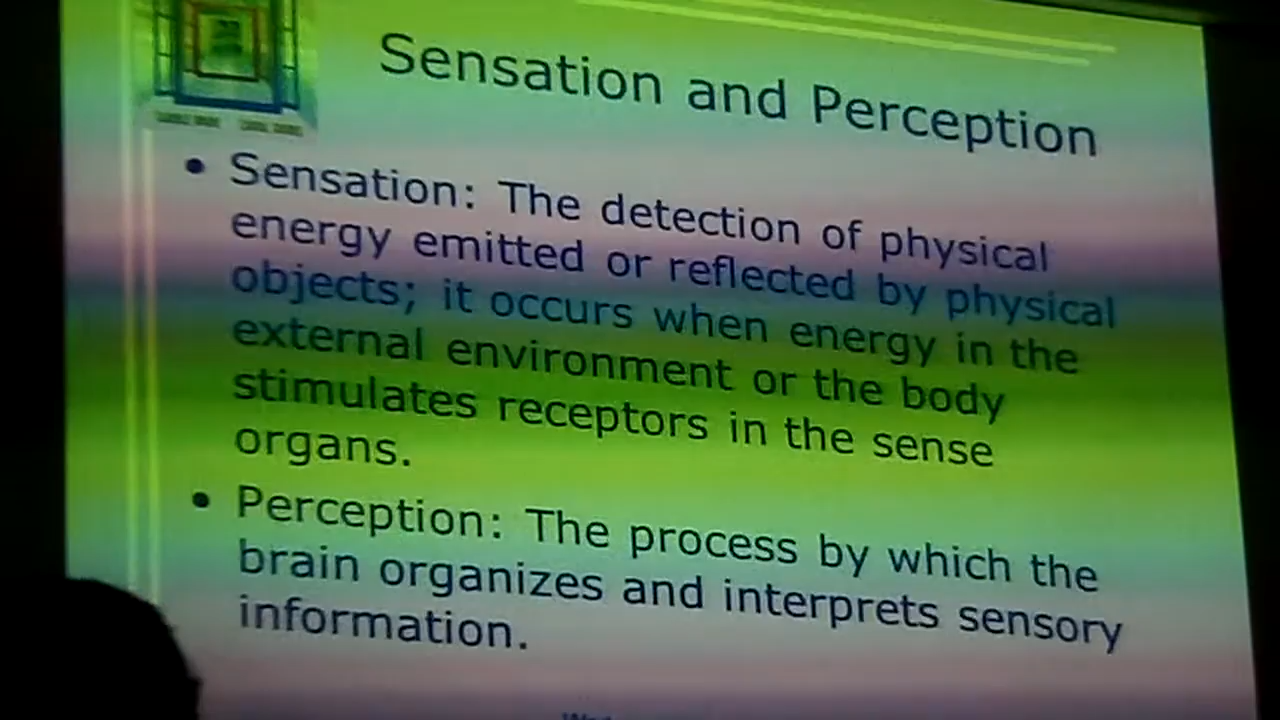 Sensation and Perception
• Sensation: The detection of physical
energy emitted or reflected by physical
objects; it occurs when energy in the
external environment or the body
stimulates receptors in the sense
organs.
• Perception: The process by which the
brain organizes and interprets sensory
information.